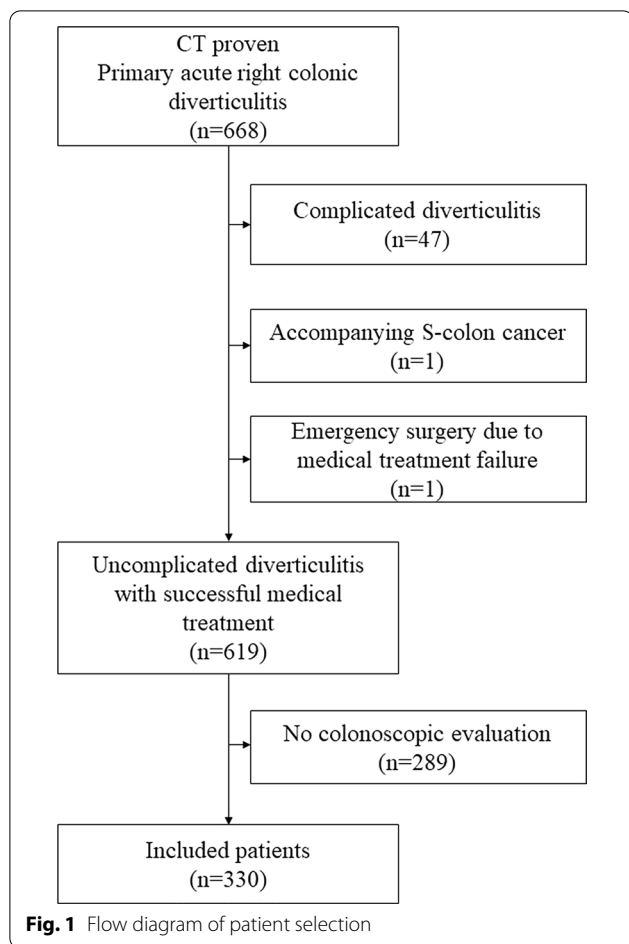 CT proven
Primary acute right colonic
diverticulitis
(n=668)
Complicated diverticulitis
(n=47)
Accompanying S-colon cancer
(n=1)
Emergency surgery due to
medical treatment failure
(n=1)
Uncomplicated diverticulitis
with successful medical
treatment
(n=619)
No colonoscopic evaluation
(n=289)
Included patients
(n=330)
Fig. 1 Flow diagram of patient selection